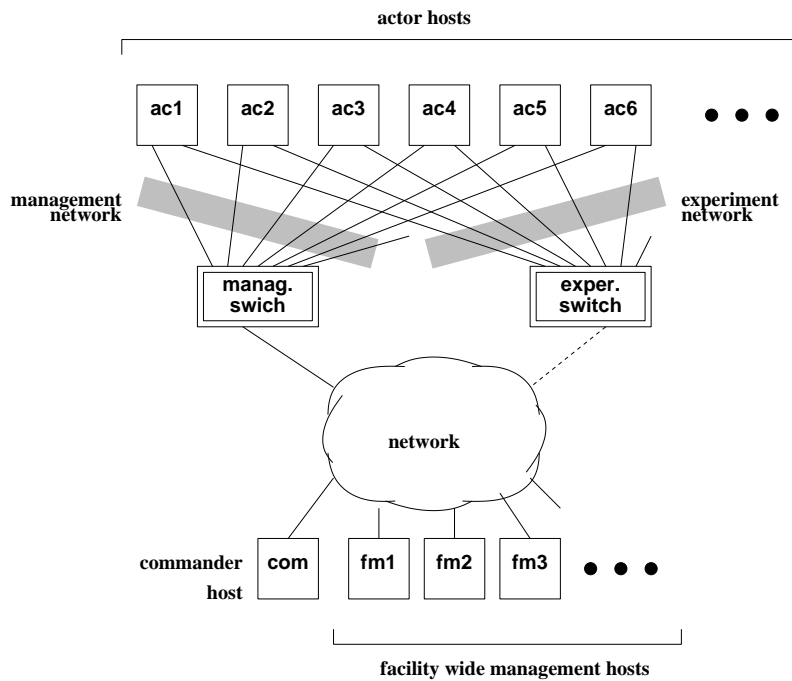 actor hosts
ac1 ac2 ac3 ac4 ac5 ac6
management
network
experiment
network
manag.
swich
exper.
switch
network
commander
host
com fm1 fm2 fm3
facility wide management hosts